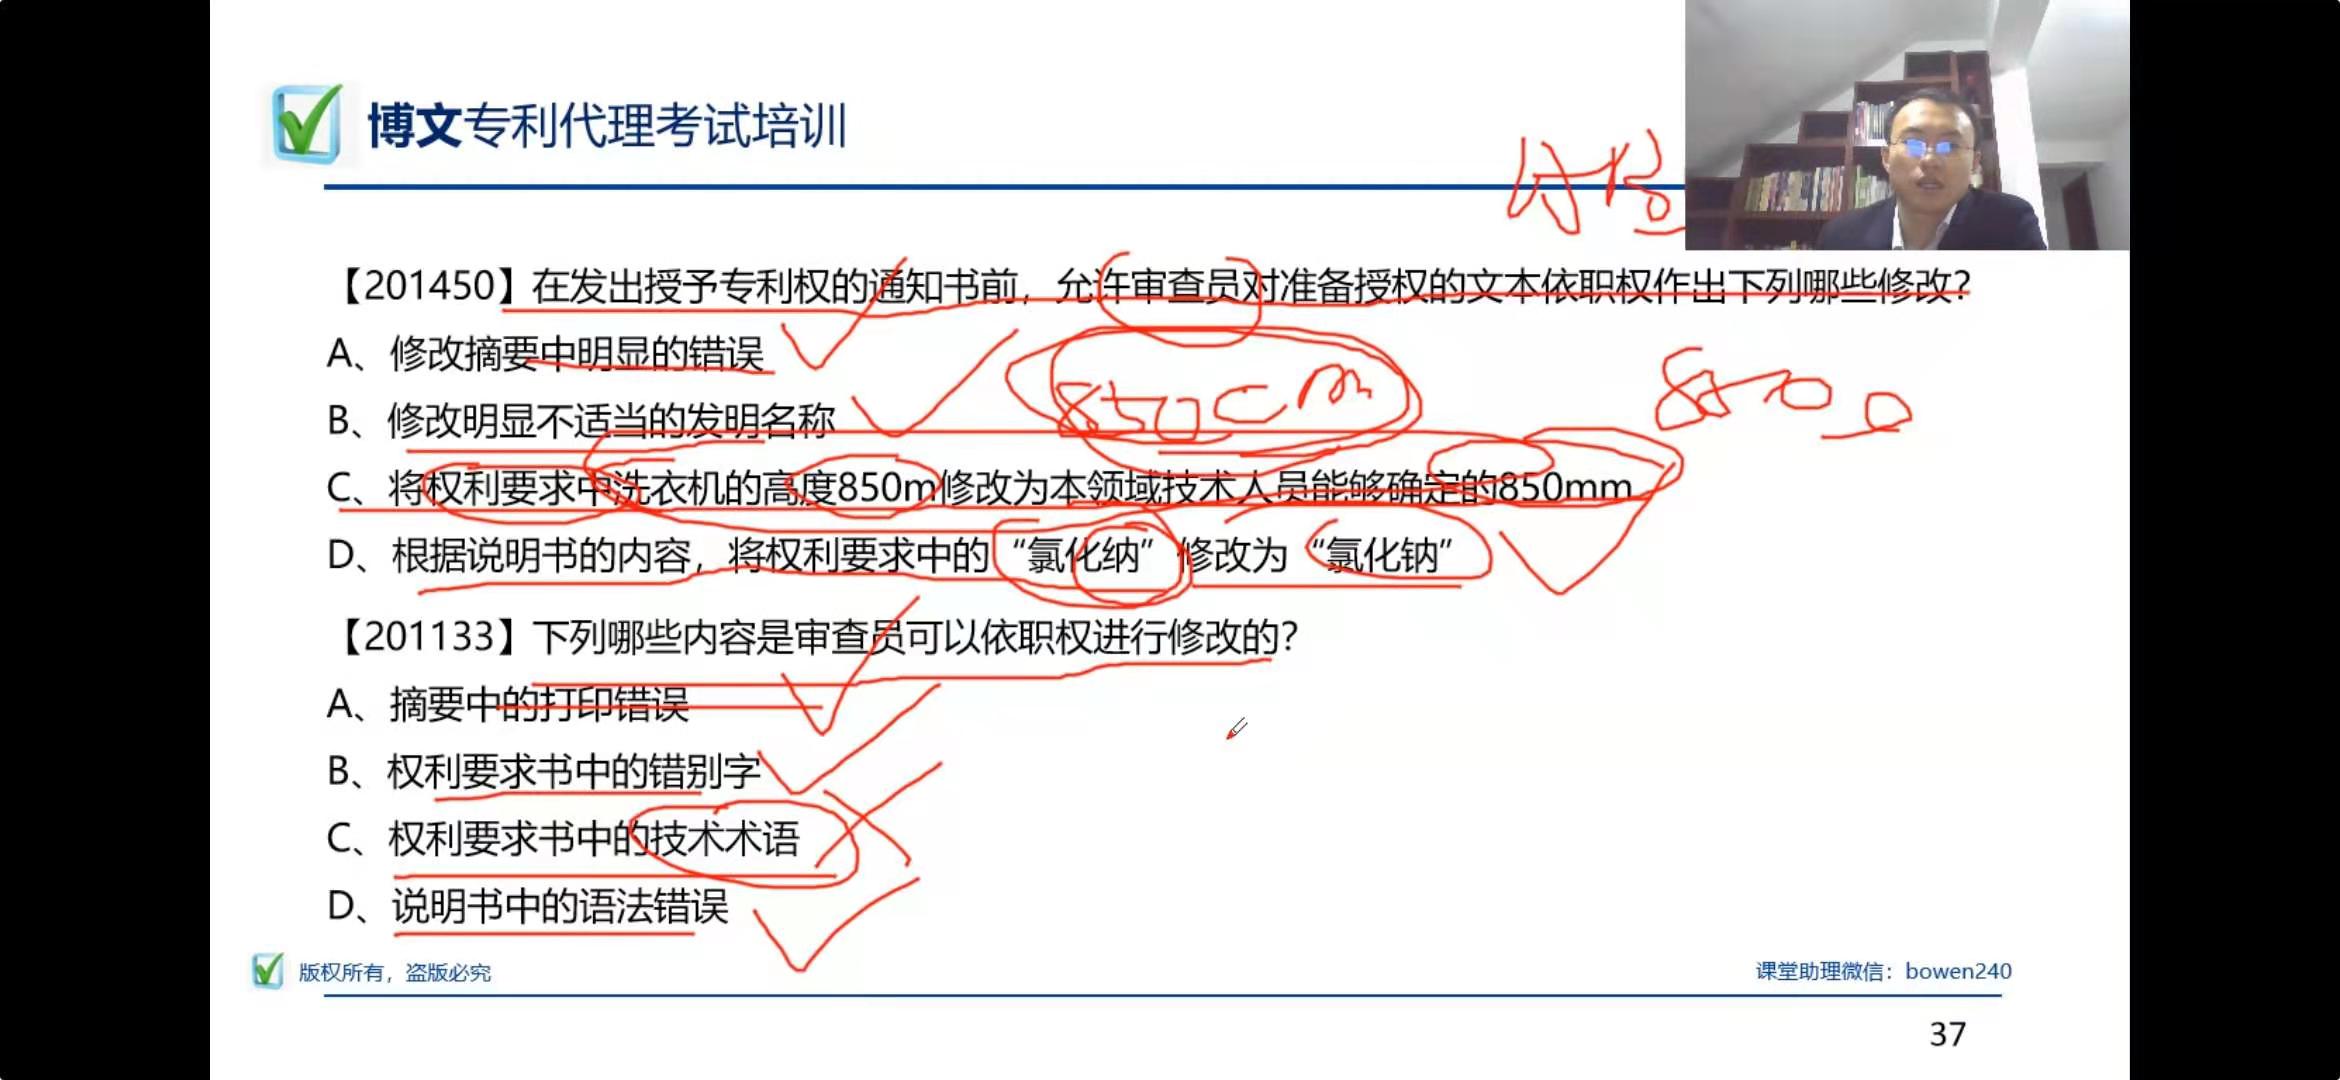 博文专利代理考试培训
【201450】在发出授予专利权的通知书前，允许审查员对准备授权的文本依职权作出下列哪些修改？
A、修改摘要中明显的错误
B、修改明显不适当的发明名称
850cm
C、将权利要求中洗衣机的高度850m修改为本领域技术人员能够确定的850mm
D、根据说明书的内容，将权利要求中的“氯化纳”修改为“氯化钠”
【201133】下列哪些内容是审查员可以依职权进行修改的？
A、摘要中的打印错误
B、权利要求书中的错别字
C、权利要求书中的技术术语
D、说明书中的语法错误
版权所有，盗版必究
课堂助理微信：bowen240
37